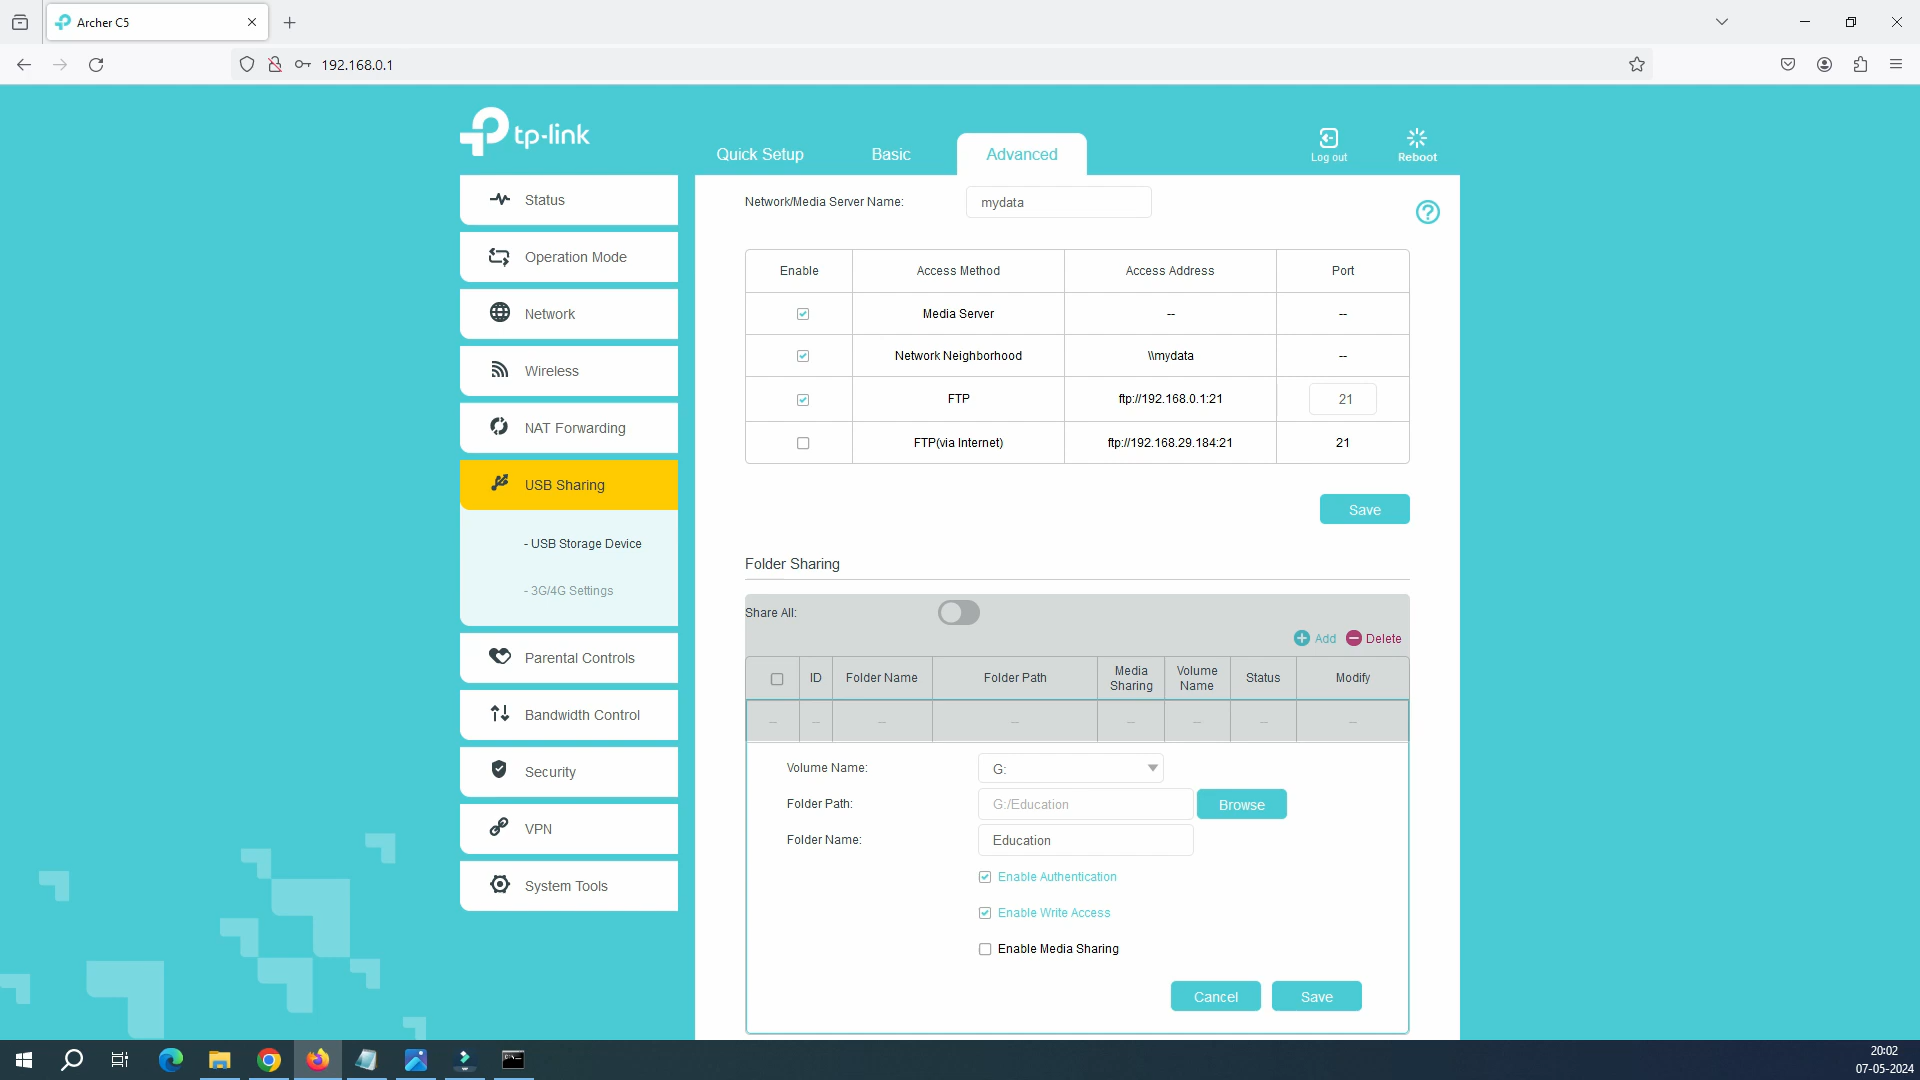 Archer C5
192.168.0.1
tp-link
Quick Setup
Basic
Advanced
Log out
Reboot
Status
Operation Mode
Network
Wireless
NAT Forwarding
USB Sharing
- USB Storage Device
- 3G/4G Settings
Parental Controls
Bandwidth Control
Security
VPN
System Tools
Network/Media Server Name: mydata
Enable Access Method Access Address Port
Media Server -- --
Network Neighborhood \\mydata --
FTP ftp://192.168.0.1:21 21
FTP(via Internet) ftp://192.168.29.184:21 21
Save
Folder Sharing
Share All:
Add Delete
ID Folder Name Folder Path Media Sharing Volume Name Status Modify
-- -- -- -- -- -- -- --
Volume Name: G:
Folder Path: G:/Education Browse
Folder Name: Education
Enable Authentication
Enable Write Access
Enable Media Sharing
Cancel Save
20:02
07-05-2024